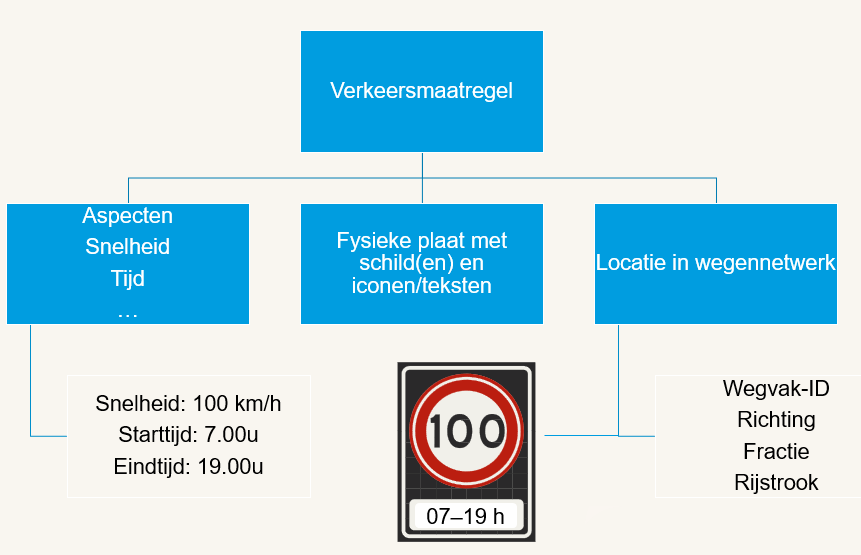 Verkeersmaatregel
Aspecten
Snelheid
Tijd
...
Fysieke plaat met
schild(en) en
iconen/teksten
Locatie in wegennetwerk
Snelheid: 100 km/h
Starttijd: 7.00u
Eindtijd: 19.00u
100
07–19 h
Wegvak-ID
Richting
Fractie
Rijstrook